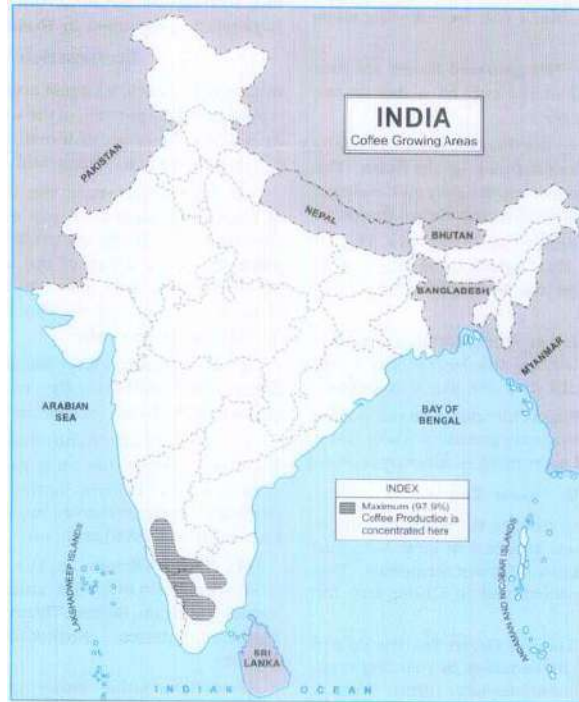 INDIA
Coffee Growing Areas
PAKISTAN
NEPAL
BHUTAN
BANGLADESH
MYANMAR
ARABIAN
SEA
BAY OF
BENGAL
INDEX
Maximum (97.9%)
Coffee Production is
concentrated here
LAKSHADWEEP ISLANDS
ANDAMAN AND NICOBAR ISLANDS
SRI
LANKA
INDIAN OCEAN